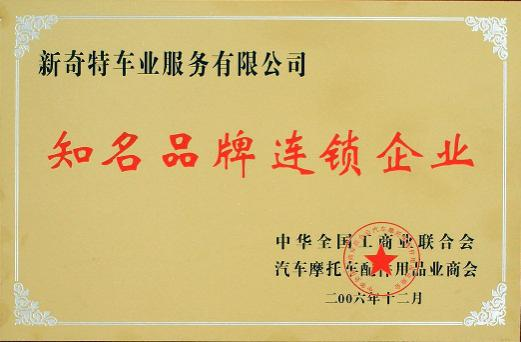 新奇特车业服务有限公司
知名品牌连锁企业
中华全国工商业联合会
汽车摩托车配件用品业商会
二00六年十二月